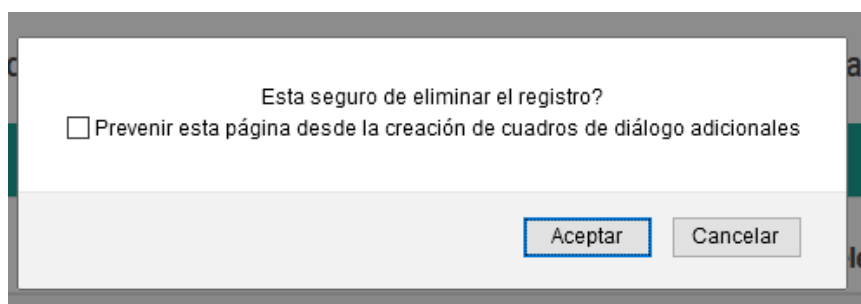 Esta seguro de eliminar el registro?
Prevenir esta página desde la creación de cuadros de diálogo adicionales
Aceptar Cancelar